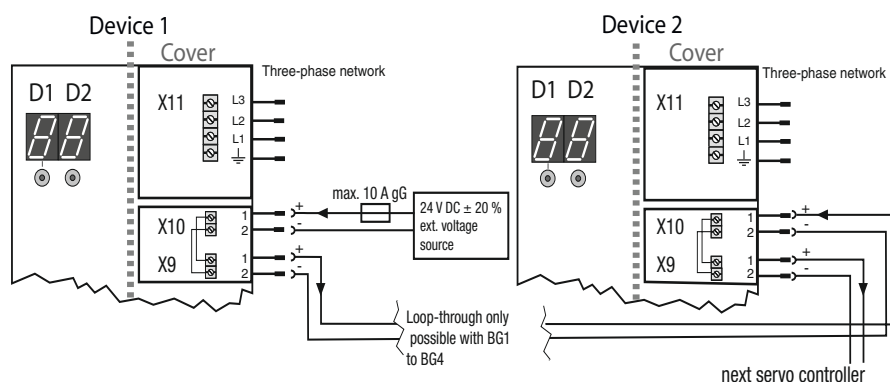 Device 1
Cover
Three-phase network
D1 D2
X11
L3
L2
L1
X10
1
2
+
-
max. 10 A gG
24 V DC ± 20 %
ext. voltage
source
X9
1
2
+
-
Loop-through only
possible with BG1
to BG4
Device 2
Cover
Three-phase network
D1 D2
X11
L3
L2
L1
X10
1
2
+
-
X9
1
2
+
-
next servo controller